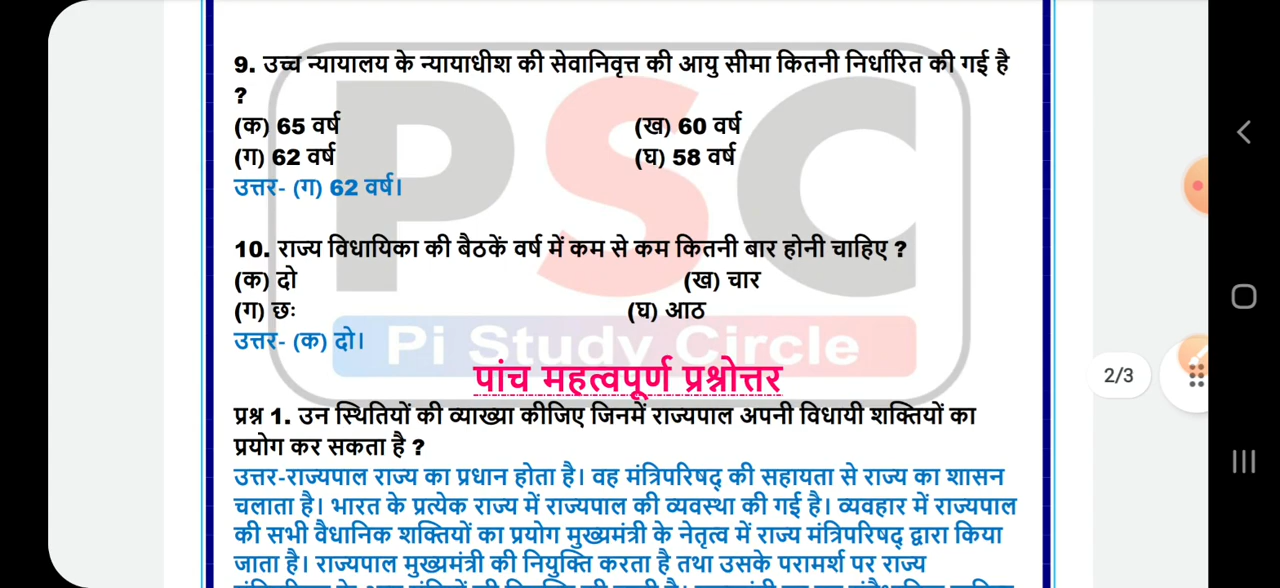 9. उच्च न्यायालय के न्यायाधीश की सेवानिवृत्त की आयु सीमा कितनी निर्धारित की गई है
?
(क) 65 वर्ष (ख) 60 वर्ष
(ग) 62 वर्ष (घ) 58 वर्ष
उत्तर- (ग) 62 वर्ष।
10. राज्य विधायिका की बैठकें वर्ष में कम से कम कितनी बार होनी चाहिए ?
(क) दो (ख) चार
(ग) छः (घ) आठ
उत्तर- (क) दो।
PSC
Pi Study Circle
पांच महत्वपूर्ण प्रश्नोत्तर
2/3
प्रश्न 1. उन स्थितियों की व्याख्या कीजिए जिनमें राज्यपाल अपनी विधायी शक्तियों का
प्रयोग कर सकता है ?
उत्तर-राज्यपाल राज्य का प्रधान होता है। वह मंत्रिपरिषद् की सहायता से राज्य का शासन
चलाता है। भारत के प्रत्येक राज्य में राज्यपाल की व्यवस्था की गई है। व्यवहार में राज्यपाल
की सभी वैधानिक शक्तियों का प्रयोग मुख्यमंत्री के नेतृत्व में राज्य मंत्रिपरिषद् द्वारा किया
जाता है। राज्यपाल मुख्यमंत्री की नियुक्ति करता है तथा उसके परामर्श पर राज्य